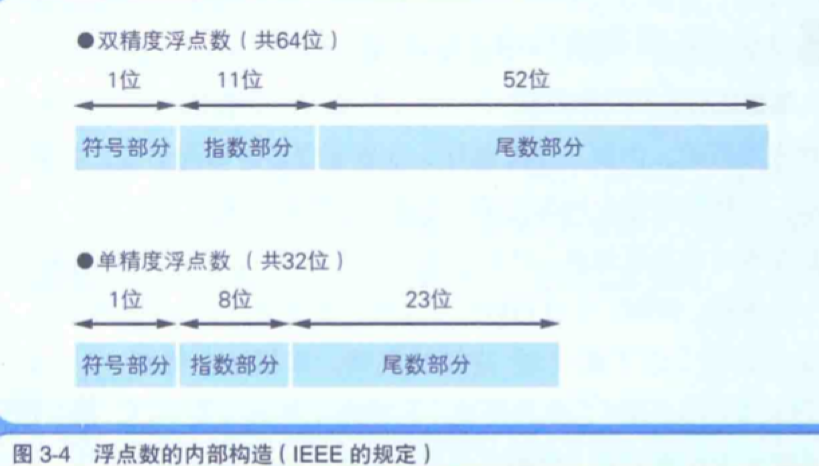 ●双精度浮点数（共64位）
1位 11位 52位
符号部分 指数部分 尾数部分
●单精度浮点数（共32位）
1位 8位 23位
符号部分 指数部分 尾数部分
图 3-4 浮点数的内部构造（IEEE 的规定）